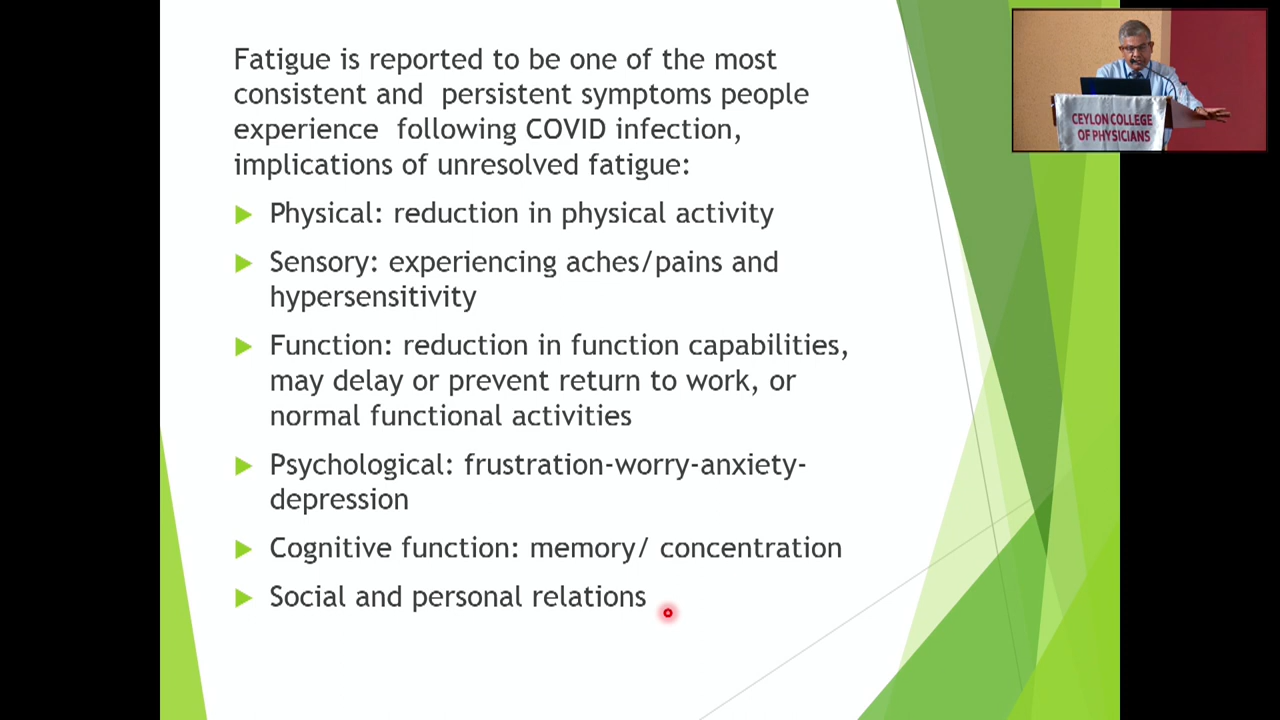 Fatigue is reported to be one of the most
consistent and persistent symptoms people
experience following COVID infection,
implications of unresolved fatigue:
Physical: reduction in physical activity
Sensory: experiencing aches/pains and
hypersensitivity
Function: reduction in function capabilities,
may delay or prevent return to work, or
normal functional activities
Psychological: frustration-worry-anxiety-
depression
Cognitive function: memory/ concentration
Social and personal relations
CEYLON COLLEGE
OF PHYSICIANS